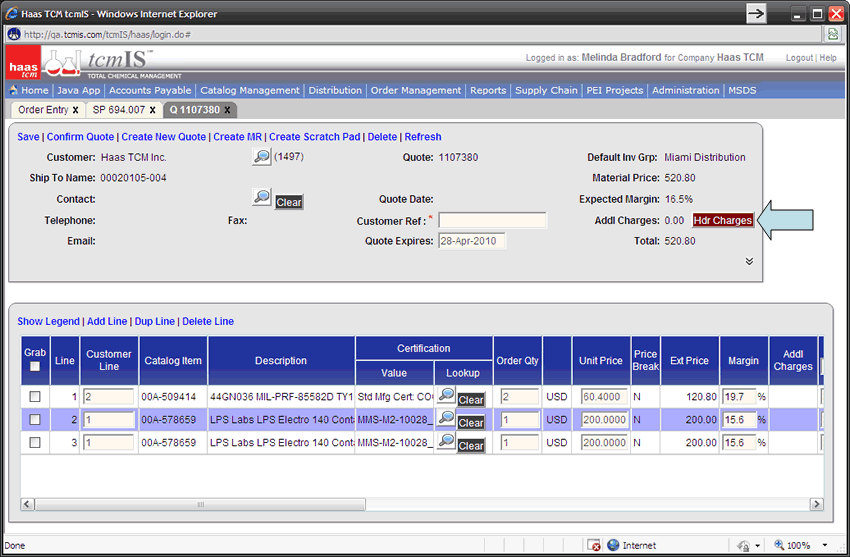 Haas TCM tcmIS - Windows Internet Explorer
http://qa.tcmis.com/tcmIS/haas/login.do#
haas tcm
tcmIS™
TOTAL CHEMICAL MANAGEMENT
Logged in as: Melinda Bradford for Company Haas TCM Logout | Help
Home | Java App | Accounts Payable | Catalog Management | Distribution | Order Management | Reports | Supply Chain | PEI Projects | Administration | MSDS
Order Entry x SP 694.007 x Q 1107380 x
Save | Confirm Quote | Create New Quote | Create MR | Create Scratch Pad | Delete | Refresh
Customer: Haas TCM Inc. (1497) Quote: 1107380 Default Inv Grp: Miami Distribution
Ship To Name: 00020105-004 Material Price: 520.80
Contact: Clear Quote Date: Expected Margin: 16.5%
Telephone: Fax: Customer Ref : * Addl Charges: 0.00 Hdr Charges
Email: Quote Expires: 28-Apr-2010 Total: 520.80
Show Legend | Add Line | Dup Line | Delete Line
Grab Line Customer Line Catalog Item Description Certification Value Lookup Order Qty Unit Price Price Break Ext Price Margin Addl Charges
1 2 00A-509414 44GN036 MIL-PRF-85582D TY1 Std Mfg Cert: CO Clear 2 USD 60.4000 N 120.80 19.7 %
2 1 00A-578659 LPS Labs LPS Electro 140 Conta MMS-M2-10028_ Clear 1 USD 200.0000 N 200.00 15.6 %
3 1 00A-578659 LPS Labs LPS Electro 140 Conta MMS-M2-10028_ Clear 1 USD 200.0000 N 200.00 15.6 %
Done Internet 100%